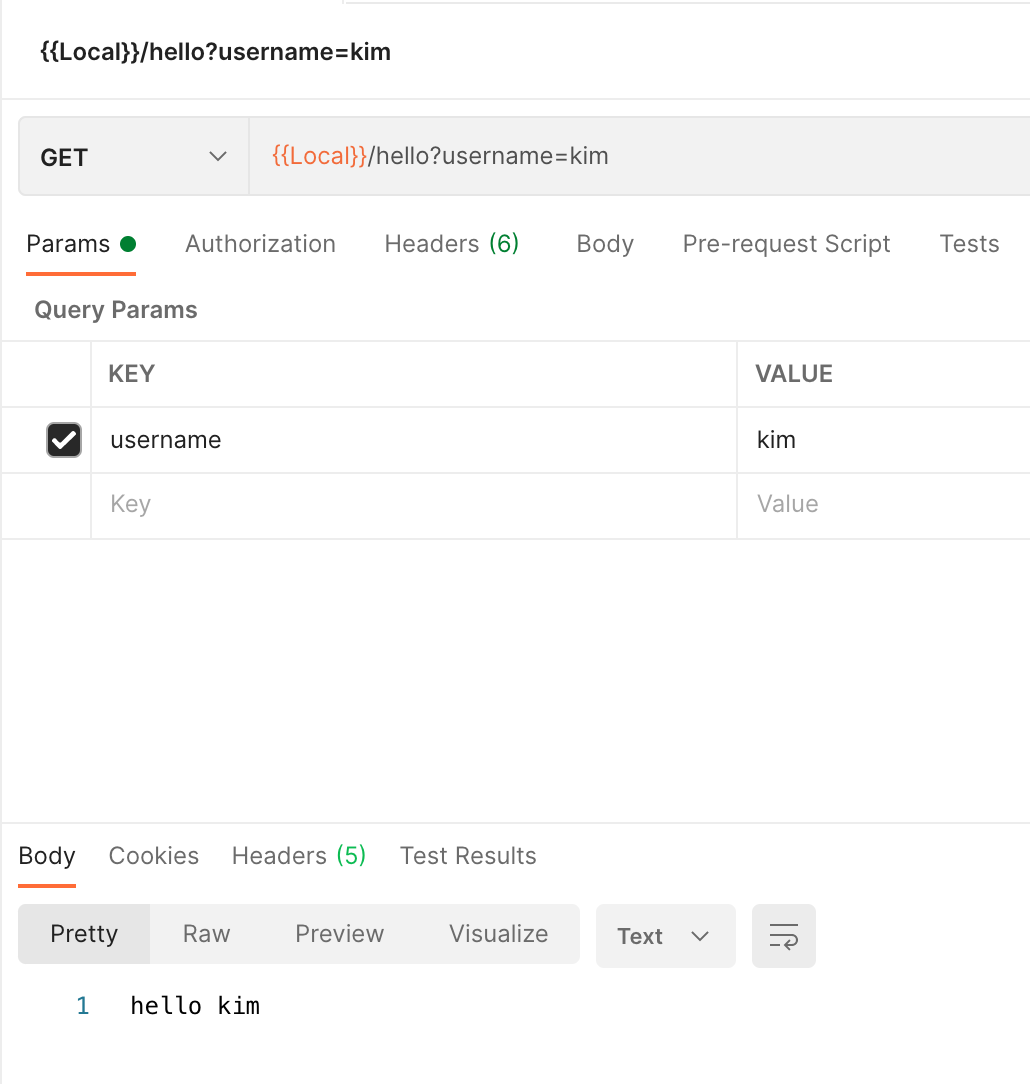 {{Local}}/hello?username=kim
GET {{Local}}/hello?username=kim
Params Authorization Headers (6) Body Pre-request Script Tests
Query Params
KEY VALUE
username kim
Key Value
Body Cookies Headers (5) Test Results
Pretty Raw Preview Visualize Text
1 hello kim